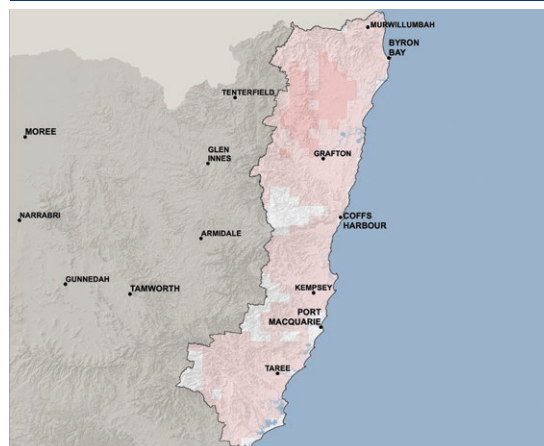 MURWILLUMBAH
BYRON
BAY
TENTERFIELD
MOREE
GLEN
INNES
GRAFTON
NARRABRI
COFFS
HARBOUR
ARMIDALE
GUNNEDAH
TAMWORTH
KEMPSEY
PORT
MACQUARIE
TAREE